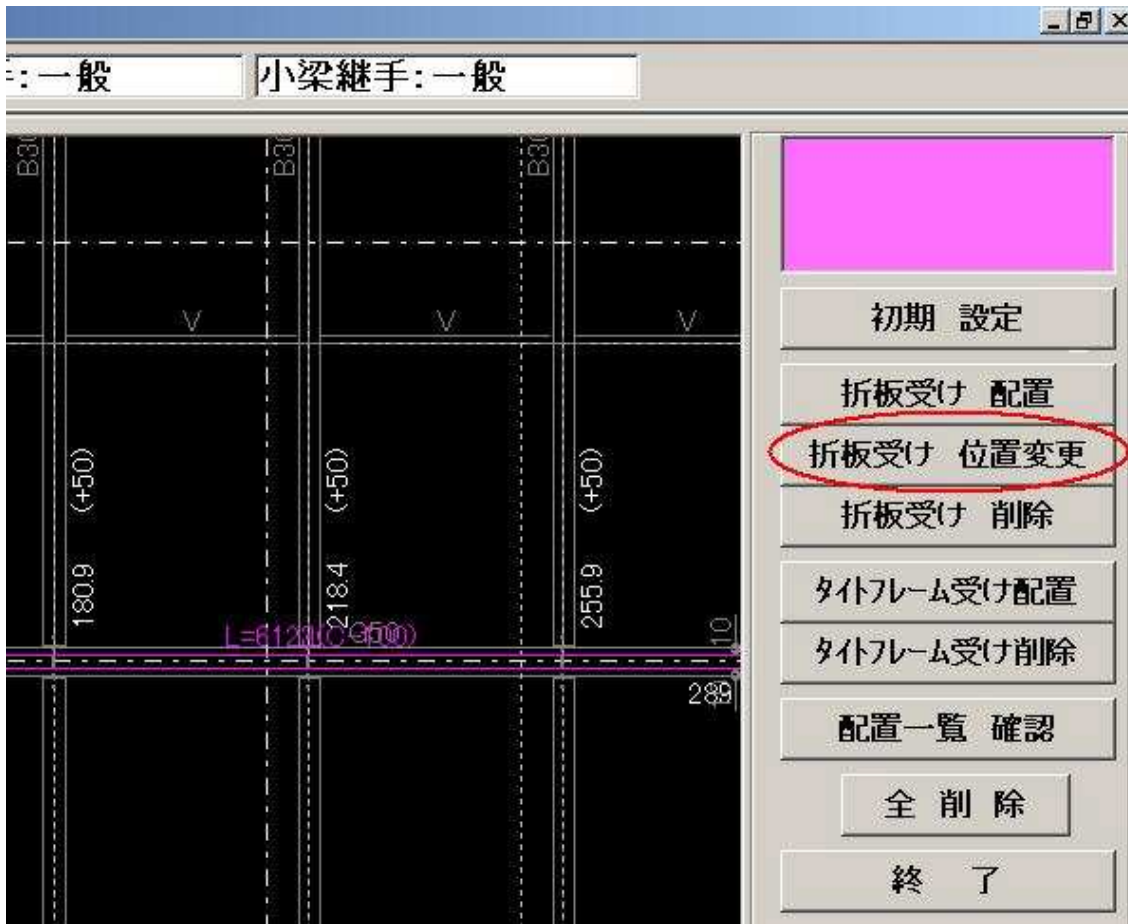 :一般
小梁継手:一般
B30
B30
B30
V
V
V
(+50)
(+50)
(+50)
180.9
218.4
255.9
10
289
初期 設定
折板受け 配置
折板受け 位置変更
折板受け 削除
ﾀｲﾄﾌﾚｰﾑ受け配置
ﾀｲﾄﾌﾚｰﾑ受け削除
配置一覧 確認
全 削 除
終 了